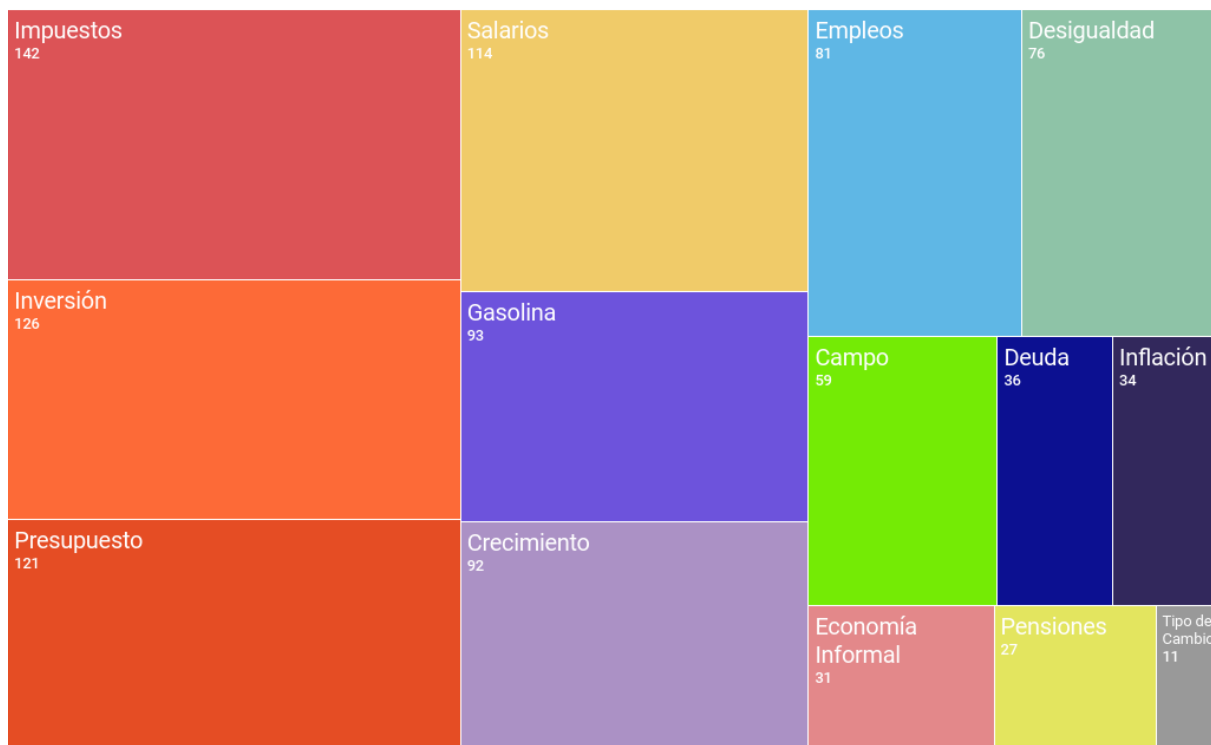 Impuestos
142
Inversión
126
Presupuesto
121
Salarios
114
Gasolina
93
Crecimiento
92
Empleos
81
Desigualdad
76
Campo
59
Deuda
36
Inflación
34
Economía
Informal
31
Pensiones
27
Tipo de
Cambio
11